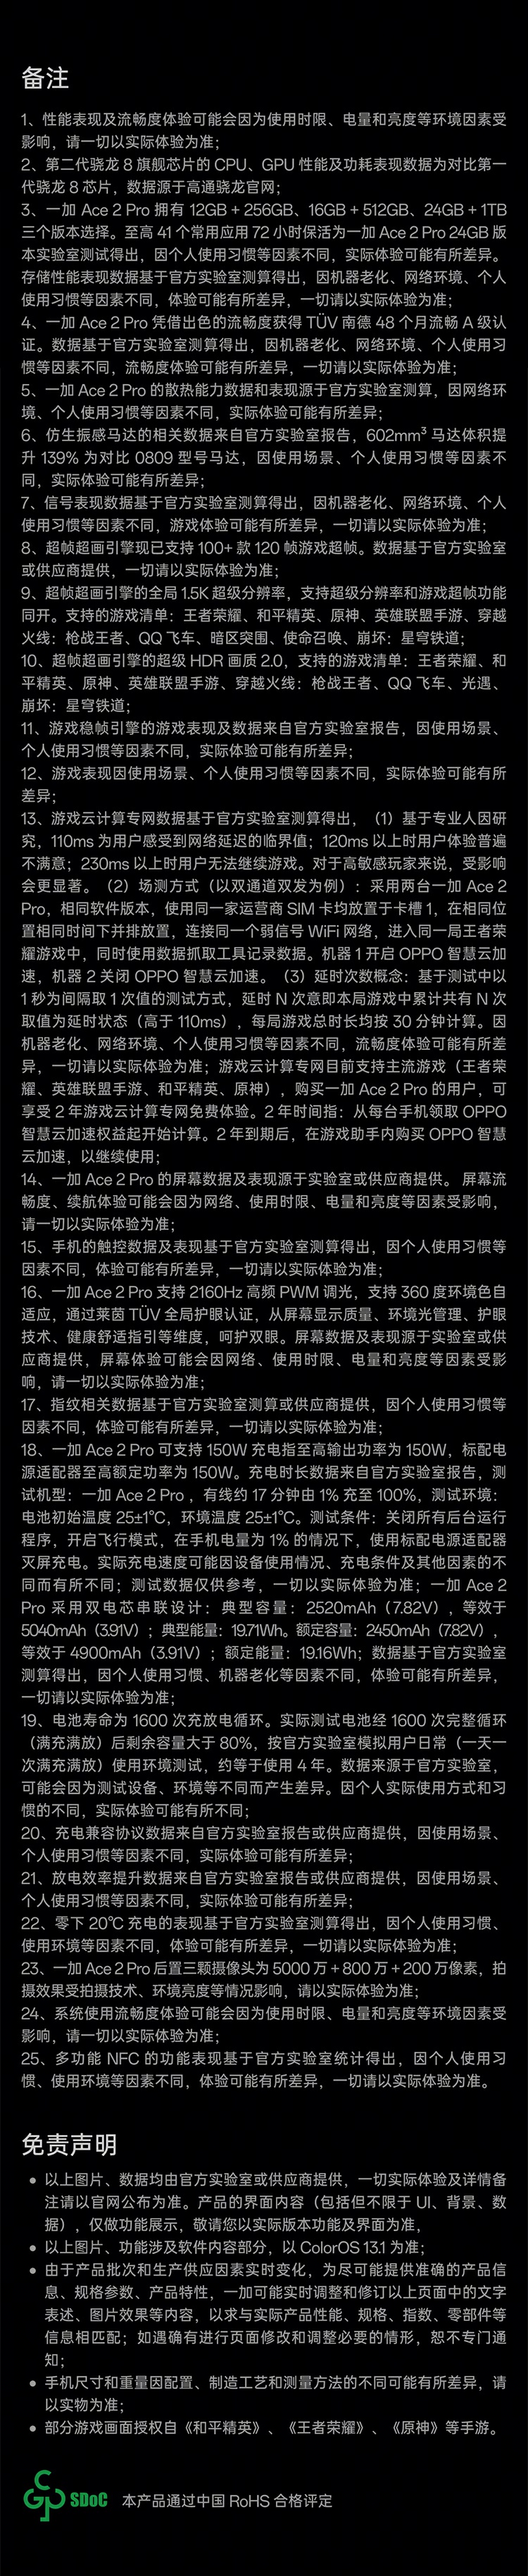 备注
1、性能表现及流畅度体验可能会因为使用时限、电量和亮度等环境因素受
影响，请一切以实际体验为准；
2、第二代骁龙 8 旗舰芯片的 CPU、GPU 性能及功耗表现数据为对比第一
代骁龙 8 芯片，数据源于高通骁龙官网；
3、一加 Ace 2 Pro 拥有 12GB + 256GB、16GB + 512GB、24GB + 1TB
三个版本选择。至高 41 个常用应用 72 小时保活为一加 Ace 2 Pro 24GB 版
本实验室测试得出，因个人使用习惯等因素不同，实际体验可能有所差异。
存储性能表现数据基于官方实验室测算得出，因机器老化、网络环境、个人
使用习惯等因素不同，体验可能有所差异，一切请以实际体验为准；
4、一加 Ace 2 Pro 凭借出色的流畅度获得 TÜV 南德 48 个月流畅 A 级认
证。数据基于官方实验室测算得出，因机器老化、网络环境、个人使用习
惯等因素不同，流畅度体验可能有所差异，一切请以实际体验为准；
5、一加 Ace 2 Pro 的散热能力数据和表现源于官方实验室测算，因网络环
境、个人使用习惯等因素不同，实际体验可能有所差异；
6、仿生振感马达的相关数据来自官方实验室报告，602mm³ 马达体积提
升 139% 为对比 0809 型号马达，因使用场景、个人使用习惯等因素不
同，实际体验可能有所差异；
7、信号表现数据基于官方实验室测算得出，因机器老化、网络环境、个人
使用习惯等因素不同，游戏体验可能有所差异，一切请以实际体验为准；
8、超帧超画引擎现已支持 100+ 款 120 帧游戏超帧。数据基于官方实验室
或供应商提供，一切请以实际体验为准；
9、超帧超画引擎的全局 1.5K 超级分辨率，支持超级分辨率和游戏超帧功能
同开。支持的游戏清单：王者荣耀、和平精英、原神、英雄联盟手游、穿越
火线：枪战王者、QQ 飞车、暗区突围、使命召唤、崩坏：星穹铁道；
10、超帧超画引擎的超级 HDR 画质 2.0，支持的游戏清单：王者荣耀、和
平精英、原神、英雄联盟手游、穿越火线：枪战王者、QQ 飞车、光遇、
崩坏：星穹铁道；
11、游戏稳帧引擎的游戏表现及数据来自官方实验室报告，因使用场景、
个人使用习惯等因素不同，实际体验可能有所差异；
12、游戏表现因使用场景、个人使用习惯等因素不同，实际体验可能有所
差异；
13、游戏云计算专网数据基于官方实验室测算得出，（1）基于专业人因研
究，110ms 为用户感受到网络延迟的临界值；120ms 以上时用户体验普遍
不满意；230ms 以上时用户无法继续游戏。对于高敏感玩家来说，受影响
会更显著。（2）场测方式（以双通道双发为例）：采用两台一加 Ace 2
Pro，相同软件版本，使用同一家运营商 SIM 卡均放置于卡槽 1，在相同位
置相同时间下并排放置，连接同一个弱信号 WiFi 网络，进入同一局王者荣
耀游戏中，同时使用数据抓取工具记录数据。机器 1 开启 OPPO 智慧云加
速，机器 2 关闭 OPPO 智慧云加速。（3）延时次数概念：基于测试中以
1 秒为间隔取 1 次值的测试方式，延时 N 次意即本局游戏中累计共有 N 次
取值为延时状态（高于 110ms），每局游戏总时长均按 30 分钟计算。因
机器老化、网络环境、个人使用习惯等因素不同，流畅度体验可能有所差
异，一切请以实际体验为准；游戏云计算专网目前支持主流游戏（王者荣
耀、英雄联盟手游、和平精英、原神），购买一加 Ace 2 Pro 的用户，可
享受 2 年游戏云计算专网免费体验。2 年时间指：从每台手机领取 OPPO
智慧云加速权益起开始计算。2 年到期后，在游戏助手内购买 OPPO 智慧
云加速，以继续使用；
14、一加 Ace 2 Pro 的屏幕数据及表现源于实验室或供应商提供。 屏幕流
畅度、续航体验可能会因为网络、使用时限、电量和亮度等因素受影响，
请一切以实际体验为准；
15、手机的触控数据及表现基于官方实验室测算得出，因个人使用习惯等
因素不同，体验可能有所差异，一切请以实际体验为准；
16、一加 Ace 2 Pro 支持 2160Hz 高频 PWM 调光，支持 360 度环境色自
适应，通过莱茵 TÜV 全局护眼认证，从屏幕显示质量、环境光管理、护眼
技术、健康舒适指引等维度，呵护双眼。屏幕数据及表现源于实验室或供
应商提供，屏幕体验可能会因网络、使用时限、电量和亮度等因素受影
响，请一切以实际体验为准；
17、指纹相关数据基于官方实验室测算或供应商提供，因个人使用习惯等
因素不同，体验可能有所差异，一切请以实际体验为准；
18、一加 Ace 2 Pro 可支持 150W 充电指至高输出功率为 150W，标配电
源适配器至高额定功率为 150W。充电时长数据来自官方实验室报告，测
试机型：一加 Ace 2 Pro ，有线约 17 分钟由 1% 充至 100%，测试环境：
电池初始温度 25±1°C，环境温度 25±1°C。测试条件：关闭所有后台运行
程序，开启飞行模式，在手机电量为 1% 的情况下，使用标配电源适配器
灭屏充电。实际充电速度可能因设备使用情况、充电条件及其他因素的不
同而有所不同；测试数据仅供参考，一切以实际体验为准；一加 Ace 2
Pro 采用双电芯串联设计：典型容量：2520mAh（7.82V），等效于
5040mAh（3.91V）；典型能量：19.71Wh。额定容量：2450mAh（7.82V），
等效于 4900mAh（3.91V）；额定能量：19.16Wh；数据基于官方实验室
测算得出，因个人使用习惯、机器老化等因素不同，体验可能有所差异，
一切请以实际体验为准；
19、电池寿命为 1600 次充放电循环。实际测试电池经 1600 次完整循环
（满充满放）后剩余容量大于 80%，按官方实验室模拟用户日常（一天一
次满充满放）使用环境测试，约等于使用 4 年。数据来源于官方实验室，
可能会因为测试设备、环境等不同而产生差异。因个人实际使用方式和习
惯的不同，实际体验可能有所不同；
20、充电兼容协议数据来自官方实验室报告或供应商提供，因使用场景、
个人使用习惯等因素不同，实际体验可能有所差异；
21、放电效率提升数据来自官方实验室报告或供应商提供，因使用场景、
个人使用习惯等因素不同，实际体验可能有所差异；
22、零下 20℃ 充电的表现基于官方实验室测算得出，因个人使用习惯、
使用环境等因素不同，体验可能有所差异，一切请以实际体验为准；
23、一加 Ace 2 Pro 后置三颗摄像头为 5000 万 + 800 万 + 200 万像素，拍
摄效果受拍摄技术、环境亮度等情况影响，请以实际体验为准；
24、系统使用流畅度体验可能会因为使用时限、电量和亮度等环境因素受
影响，请一切以实际体验为准；
25、多功能 NFC 的功能表现基于官方实验室统计得出，因个人使用习
惯、使用环境等因素不同，体验可能有所差异，一切请以实际体验为准。
免责声明
● 以上图片、数据均由官方实验室或供应商提供，一切实际体验及详情备
注请以官网公布为准。产品的界面内容（包括但不限于 UI、背景、数
据），仅做功能展示，敬请您以实际版本功能及界面为准，
● 以上图片、功能涉及软件内容部分，以 ColorOS 13.1 为准；
● 由于产品批次和生产供应因素实时变化，为尽可能提供准确的产品信
息、规格参数、产品特性，一加可能实时调整和修订以上页面中的文字
表述、图片效果等内容，以求与实际产品性能、规格、指数、零部件等
信息相匹配；如遇确有进行页面修改和调整必要的情形，恕不专门通
知；
● 手机尺寸和重量因配置、制造工艺和测量方法的不同可能有所差异，请
以实物为准；
● 部分游戏画面授权自《和平精英》、《王者荣耀》、《原神》等手游。
SDoC 本产品通过中国 RoHS 合格评定